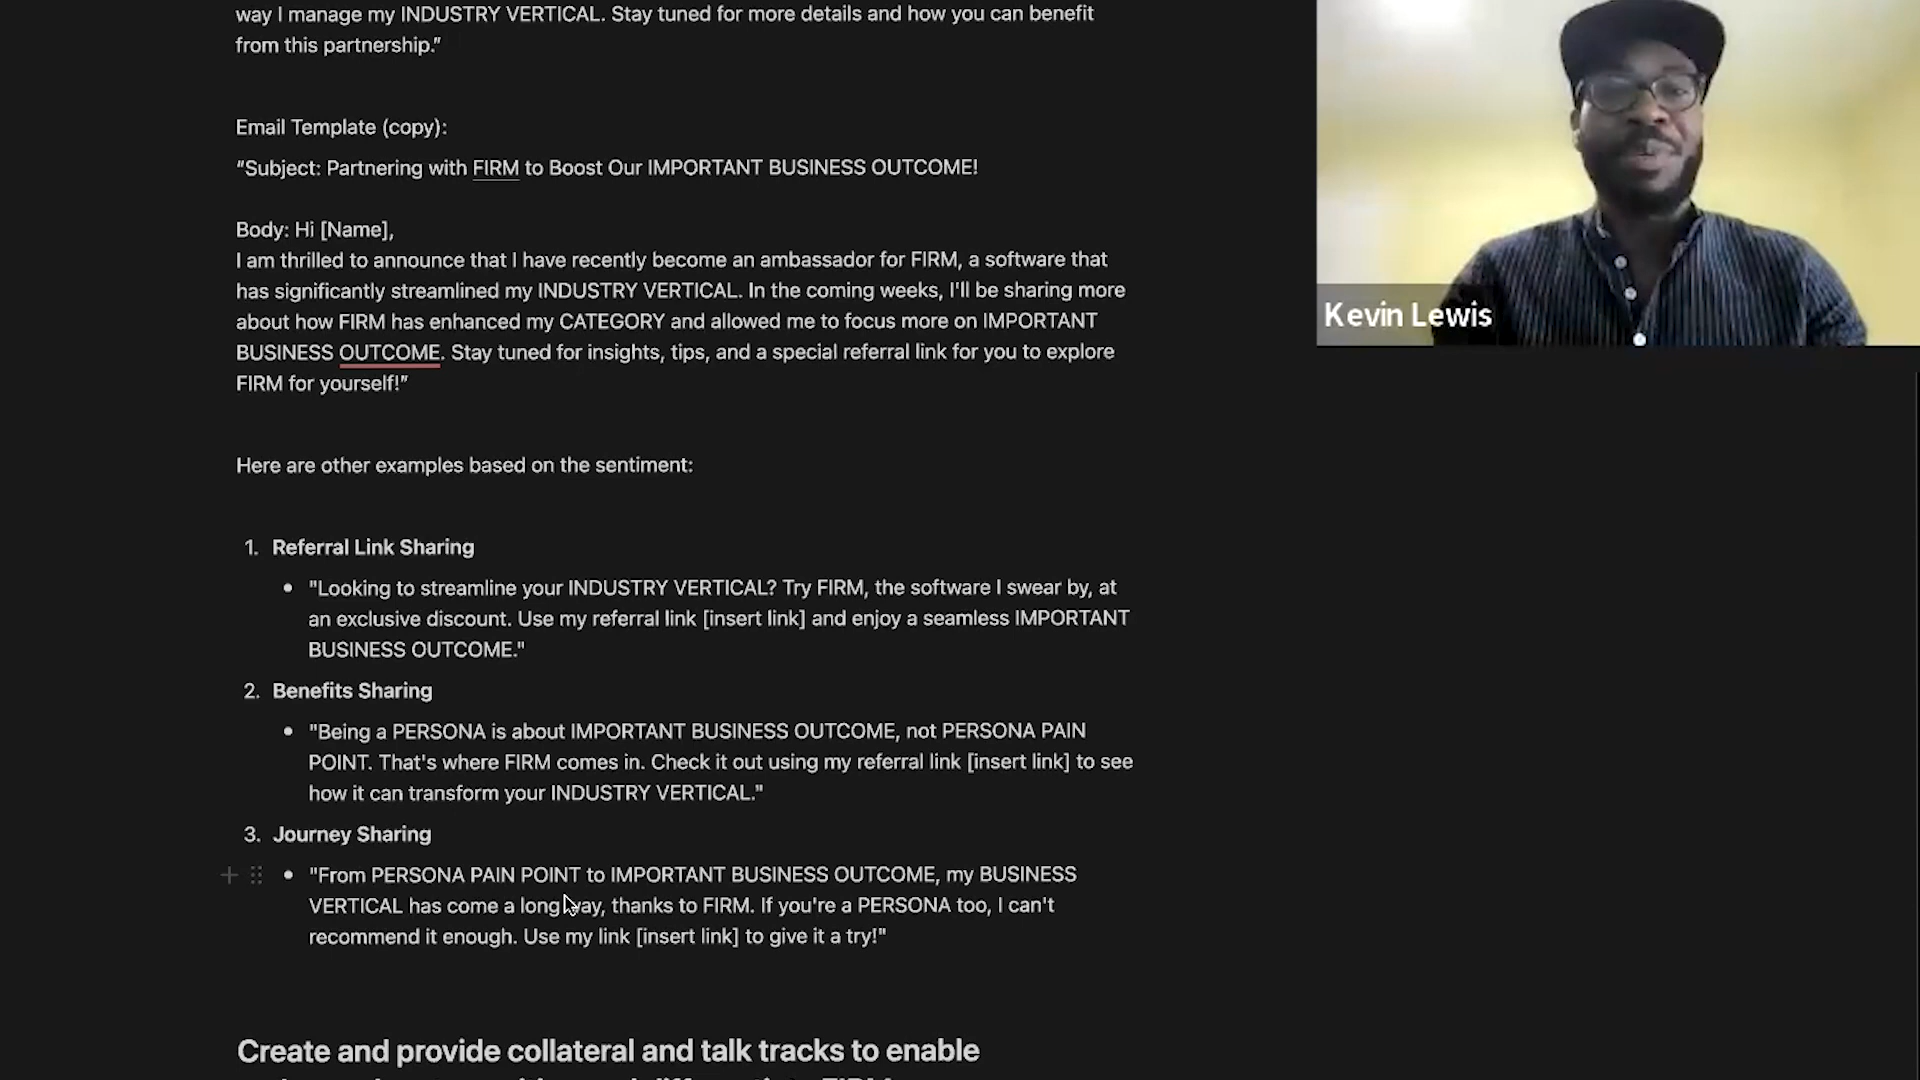 way I manage my INDUSTRY VERTICAL. Stay tuned for more details and how you can benefit
from this partnership.”
Email Template (copy):
“Subject: Partnering with FIRM to Boost Our IMPORTANT BUSINESS OUTCOME!
Body: Hi [Name],
I am thrilled to announce that I have recently become an ambassador for FIRM, a software that
has significantly streamlined my INDUSTRY VERTICAL. In the coming weeks, I'll be sharing more
about how FIRM has enhanced my CATEGORY and allowed me to focus more on IMPORTANT
BUSINESS OUTCOME. Stay tuned for insights, tips, and a special referral link for you to explore
FIRM for yourself!”
Here are other examples based on the sentiment:
1. Referral Link Sharing
• "Looking to streamline your INDUSTRY VERTICAL? Try FIRM, the software I swear by, at
an exclusive discount. Use my referral link [insert link] and enjoy a seamless IMPORTANT
BUSINESS OUTCOME."
2. Benefits Sharing
• "Being a PERSONA is about IMPORTANT BUSINESS OUTCOME, not PERSONA PAIN
POINT. That's where FIRM comes in. Check it out using my referral link [insert link] to see
how it can transform your INDUSTRY VERTICAL."
3. Journey Sharing
• "From PERSONA PAIN POINT to IMPORTANT BUSINESS OUTCOME, my BUSINESS
VERTICAL has come a long way, thanks to FIRM. If you're a PERSONA too, I can't
recommend it enough. Use my link [insert link] to give it a try!"
Create and provide collateral and talk tracks to enable
Kevin Lewis